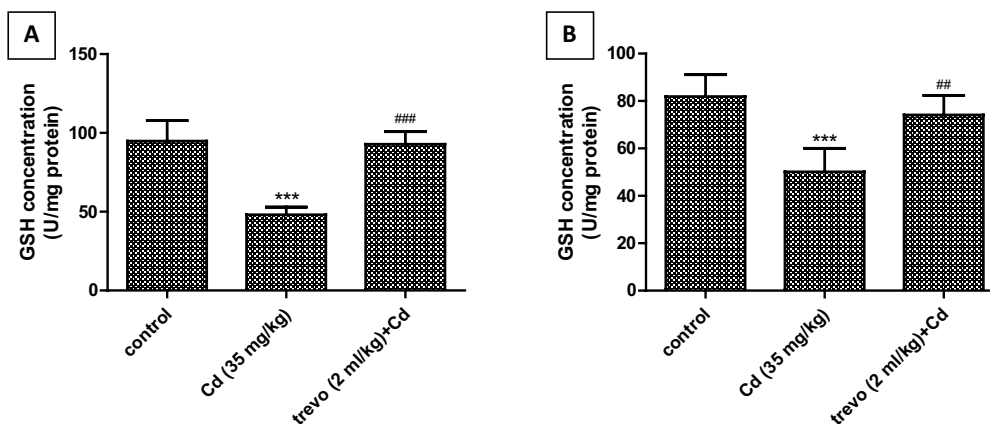 A
150
100
50
0
GSH concentration
(U/mg protein)
***
###
control
Cd (35 mg/kg)
trevo (2 ml/kg)+Cd
B
100
80
60
40
20
0
GSH concentration
(U/mg protein)
***
##
control
Cd (35 mg/kg)
trevo (2 ml/kg)+Cd